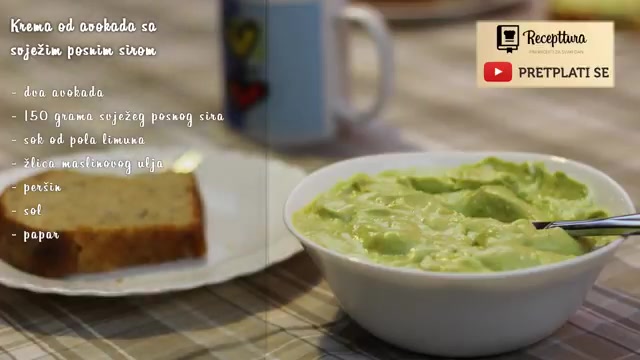 Krema od avokada sa
svježim posnim sirom
- dva avokada
- 150 grama svježeg posnog sira
- sok od pola limuna
- žlica maslinovog ulja
- peršin
- sol
- papar
Recepttura
PRETPLATI SE